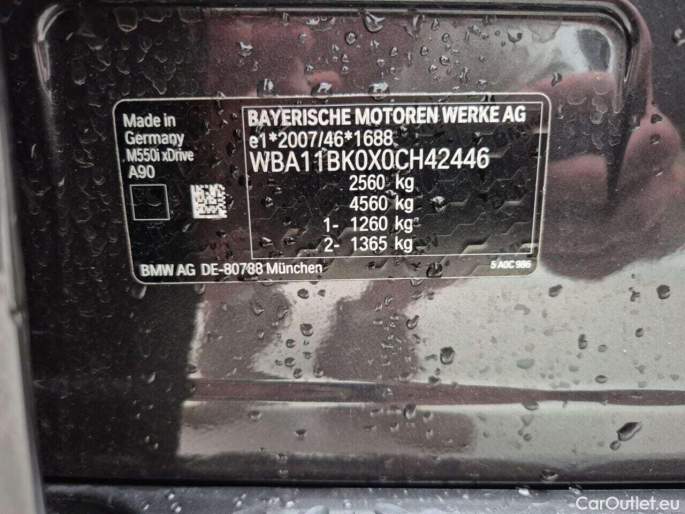 Made in
Germany
M550i xDrive
A90
BAYERISCHE MOTOREN WERKE AG
e1*2007/46*1688
WBA11BK0X0CH42446
2560 kg
4560 kg
1- 1260 kg
2- 1365 kg
BMW AG DE-80788 München
5 A0C 986
CarOutlet.eu